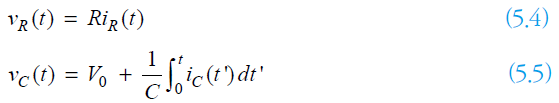 v_R(t) = Ri_R(t) (5.4)
v_C(t) = V_0 + \frac{1}{C}\int_0^t i_C(t')dt' (5.5)